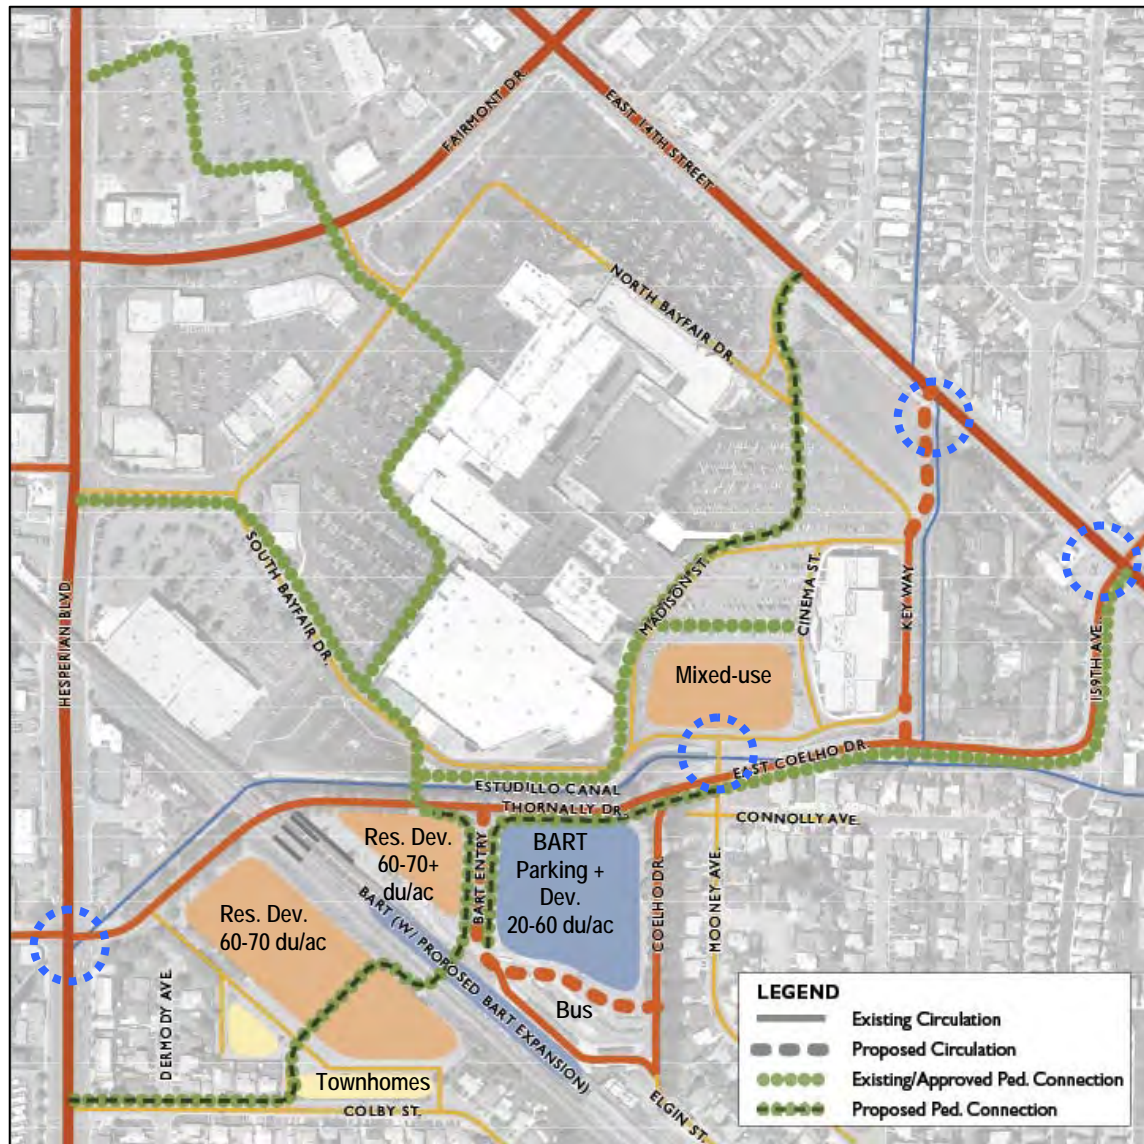 FAIRMONT DR.
EAST 14TH STREET
NORTH BAYFAIR DR.
HESPERIAN BLVD.
SOUTH BAYFAIR DR.
MADISON ST.
CINEMA ST.
KEY WAY
159TH AVE.
Mixed-use
EAST COELHO DR.
ESTUDILLO CANAL
THORNALLY DR.
CONNOLLY AVE.
Res. Dev.
60-70+
du/ac
BART ENTRY
BART
Parking +
Dev.
20-60 du/ac
COELHO DR.
MOONEY AVE.
Res. Dev.
60-70 du/ac
BART (W/ PROPOSED BART EXPANSION)
DERMODY AVE.
Bus
Townhomes
COLBY ST.
ELGIN ST.
LEGEND
Existing Circulation
Proposed Circulation
Existing/Approved Ped. Connection
Proposed Ped. Connection